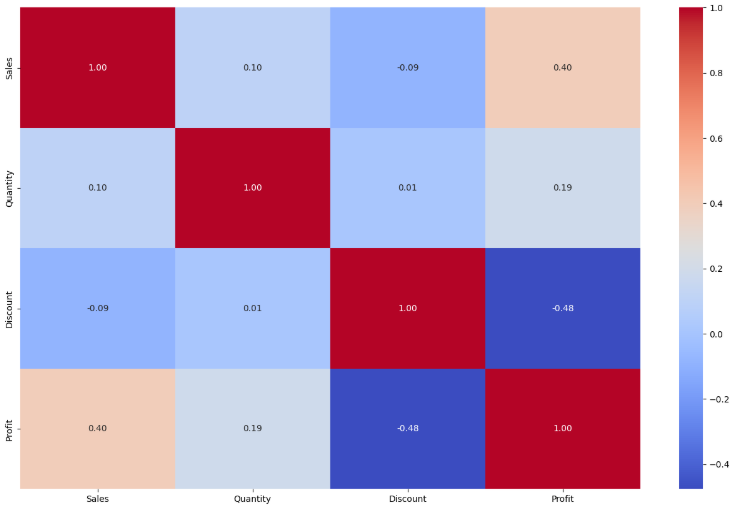 Sales
1.00 0.10 -0.09 0.40
Quantity
0.10 1.00 0.01 0.19
Discount
-0.09 0.01 1.00 -0.48
Profit
0.40 0.19 -0.48 1.00
Sales Quantity Discount Profit
1.0
0.8
0.6
0.4
0.2
0.0
−0.2
−0.4